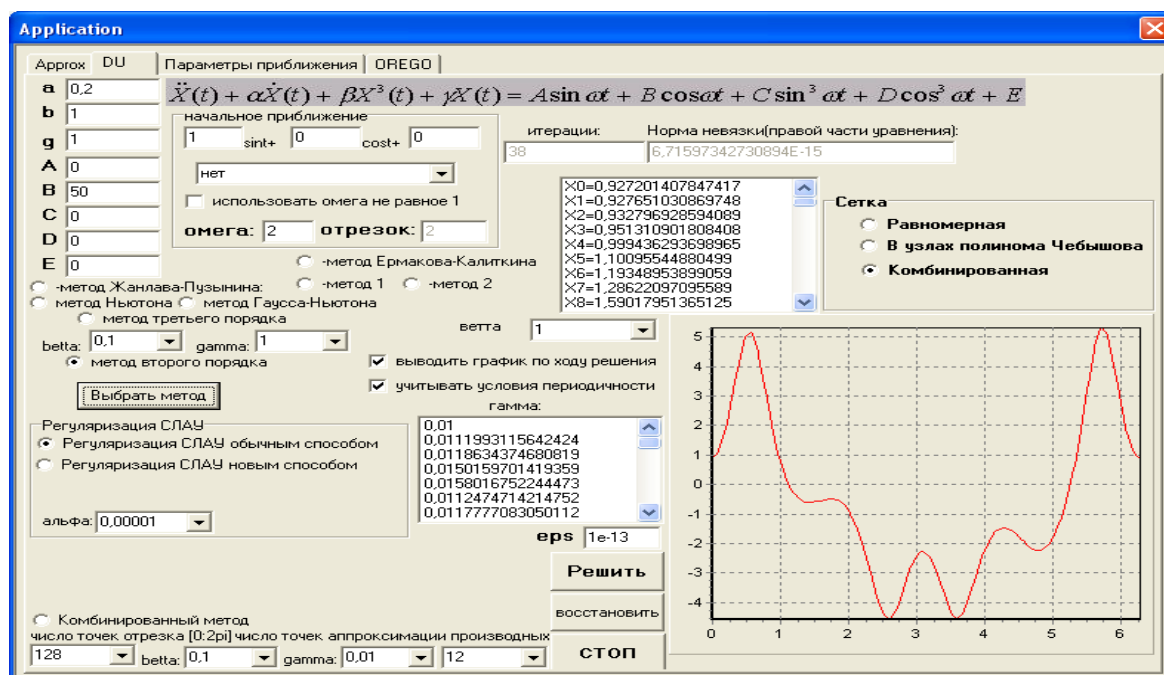 Application
Approx DU Параметры приближения OREGO
a 0,2
Ẍ(t) + αẊ(t) + βX³(t) + γX(t) = A sin ωt + B cos ωt + C sin³ ωt + D cos³ ωt + E
b 1
g 1
A 0
B 50
C 0
D 0
E 0
начальное приближение
1 sint+ 0 cost+ 0
нет
использовать омега не равное 1
омега: 2 отрезок: 2
итерации:
38
Норма невязки(правой части уравнения):
6,71597342730894E-15
X0=0,927201407847417
X1=0,927651030869748
X2=0,932796928594089
X3=0,951310901808408
X4=0,999436293698965
X5=1,10095544880499
X6=1,19348953899059
X7=1,28622097095589
X8=1,59017951365125
Сетка
Равномерная
В узлах полинома Чебышова
Комбинированная
-метод Ермакова-Калиткина
-метод Жанлава-Пузынина: -метод 1 -метод 2
метод Ньютона метод Гаусса-Ньютона
метод третьего порядка
betta: 0,1 gamma: 1
метод второго порядка
Выбрать метод
ветта 1
выводить график по ходу решения
учитывать условия периодичности
гамма:
0,01
0,01119931156424​24
0,01186343746808​19
0,0150159701419359
0,0158016752244473
0,0112474714214752
0,0117777083050112
Регуляризация СЛАУ
Регуляризация СЛАУ обычным способом
Регуляризация СЛАУ новым способом
альфа: 0,00001
eps 1e-13
Решить
восстановить
стоп
Комбинированный метод
число точек отрезка [0:2pi] число точек аппроксимации производных
128 betta: 0,1 gamma: 0,01 12
5
4
3
2
1
0
-1
-2
-3
-4
0 1 2 3 4 5 6